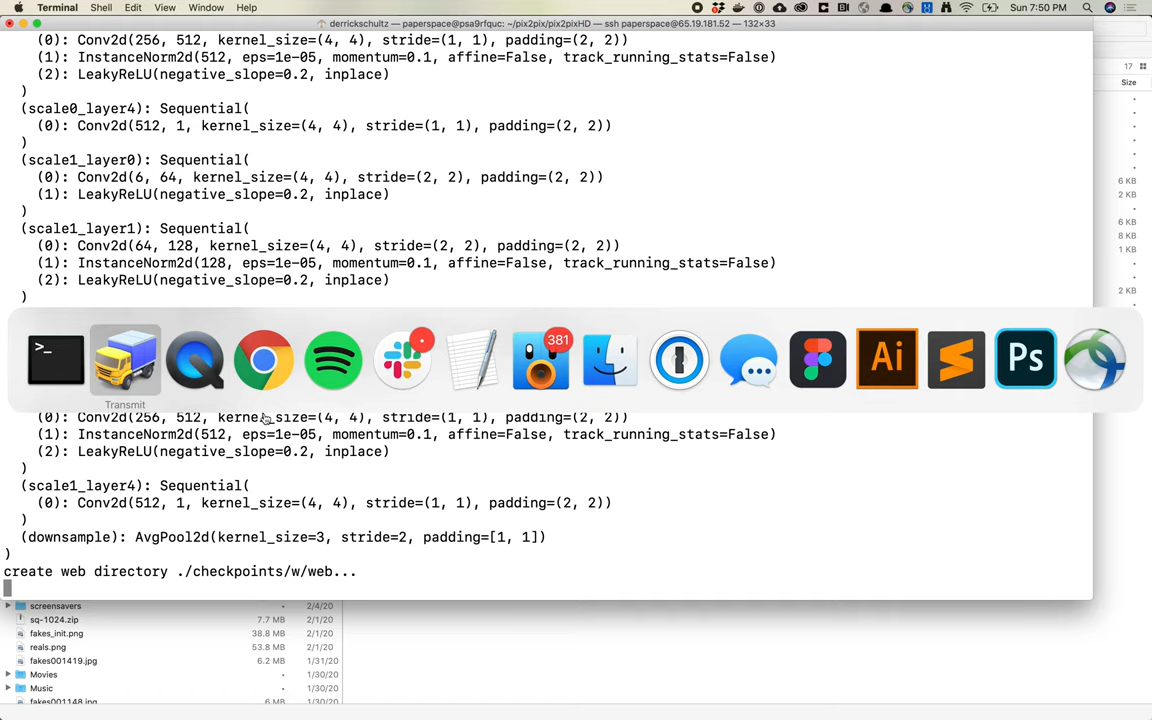 Terminal Shell Edit View Window Help Sun 7:50 PM
derrickschultz — paperspace@psa9rfquc: ~/pix2pix/pix2pixHD — ssh paperspace@65.19.181.52 — 132×33
(0): Conv2d(256, 512, kernel_size=(4, 4), stride=(1, 1), padding=(2, 2))
(1): InstanceNorm2d(512, eps=1e-05, momentum=0.1, affine=False, track_running_stats=False)
17
(2): LeakyReLU(negative_slope=0.2, inplace)
Size
)
(scale0_layer4): Sequential(
(0): Conv2d(512, 1, kernel_size=(4, 4), stride=(1, 1), padding=(2, 2))
)
(scale1_layer0): Sequential(
(0): Conv2d(6, 64, kernel_size=(4, 4), stride=(2, 2), padding=(2, 2))
6 KB
(1): LeakyReLU(negative_slope=0.2, inplace)
2 KB
)
(scale1_layer1): Sequential(
6 KB
8 KB
(0): Conv2d(64, 128, kernel_size=(4, 4), stride=(2, 2), padding=(2, 2))
1 KB
(1): InstanceNorm2d(128, eps=1e-05, momentum=0.1, affine=False, track_running_stats=False)
(2): LeakyReLU(negative_slope=0.2, inplace)
2 KB
)
381
Ai
Ps
Transmit
(0): Conv2d(256, 512, kernel_size=(4, 4), stride=(1, 1), padding=(2, 2))
(1): InstanceNorm2d(512, eps=1e-05, momentum=0.1, affine=False, track_running_stats=False)
(2): LeakyReLU(negative_slope=0.2, inplace)
)
(scale1_layer4): Sequential(
(0): Conv2d(512, 1, kernel_size=(4, 4), stride=(1, 1), padding=(2, 2))
)
(downsample): AvgPool2d(kernel_size=3, stride=2, padding=[1, 1])
)
create web directory ./checkpoints/w/web...
screensavers 2/4/20
sq-1024.zip 7.7 MB 2/1/20
fakes_init.png 38.8 MB 2/1/20
reals.png 53.8 MB 2/1/20
fakes001419.jpg 6.2 MB 1/31/20
Movies 1/30/20
Music 1/30/20
fakes001148.jpg 6 MB 1/30/20